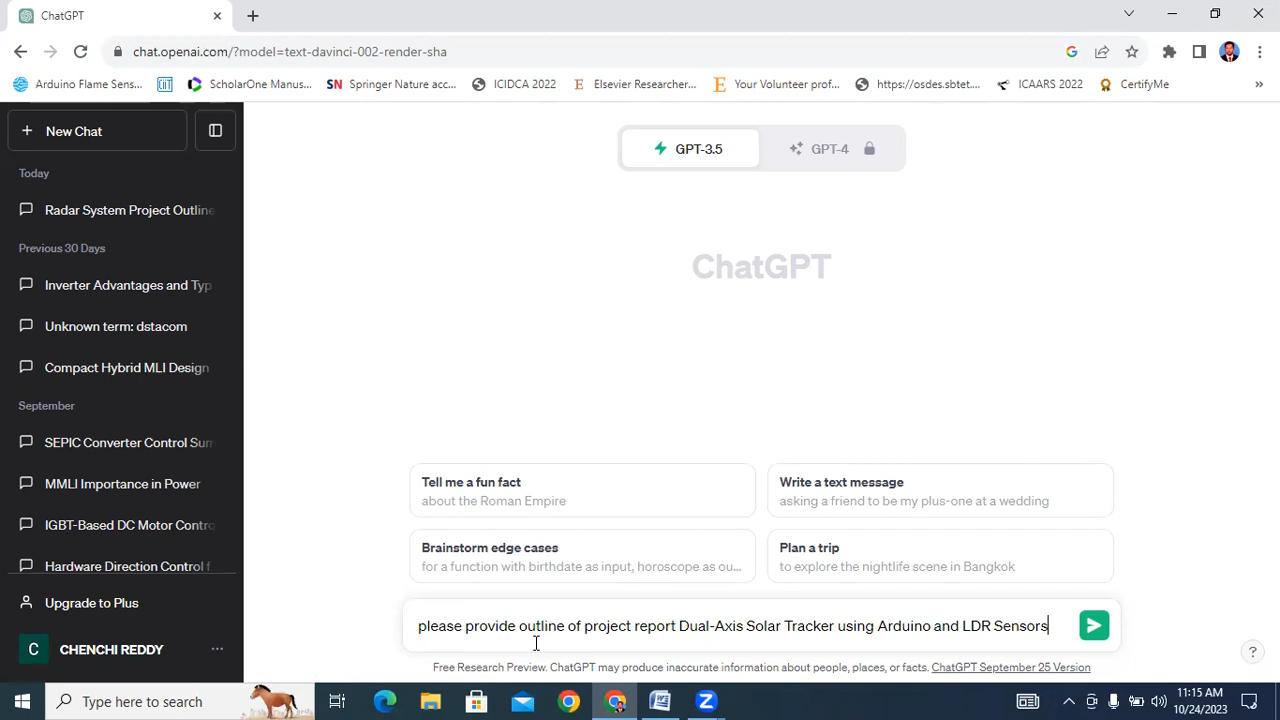 ChatGPT
chat.openai.com/?model=text-davinci-002-render-sha
Arduino Flame Sens...
ScholarOne Manus...
SN Springer Nature acc...
ICIDCA 2022
E Elsevier Researcher...
E Your Volunteer prof...
https://osdes.sbtet....
ICAARS 2022
CertifyMe
»
+ New Chat
Today
Radar System Project Outline
Previous 30 Days
Inverter Advantages and Typ
Unknown term: dstacom
Compact Hybrid MLI Design
September
SEPIC Converter Control Sum
MMLI Importance in Power
IGBT-Based DC Motor Contro
Hardware Direction Control f
Upgrade to Plus
C CHENCHI REDDY
GPT-3.5
GPT-4
ChatGPT
Tell me a fun fact
about the Roman Empire
Write a text message
asking a friend to be my plus-one at a wedding
Brainstorm edge cases
for a function with birthdate as input, horoscope as ou...
Plan a trip
to explore the nightlife scene in Bangkok
please provide outline of project report Dual-Axis Solar Tracker using Arduino and LDR Sensors
Free Research Preview. ChatGPT may produce inaccurate information about people, places, or facts. ChatGPT September 25 Version
?
Type here to search
11:15 AM
10/24/2023